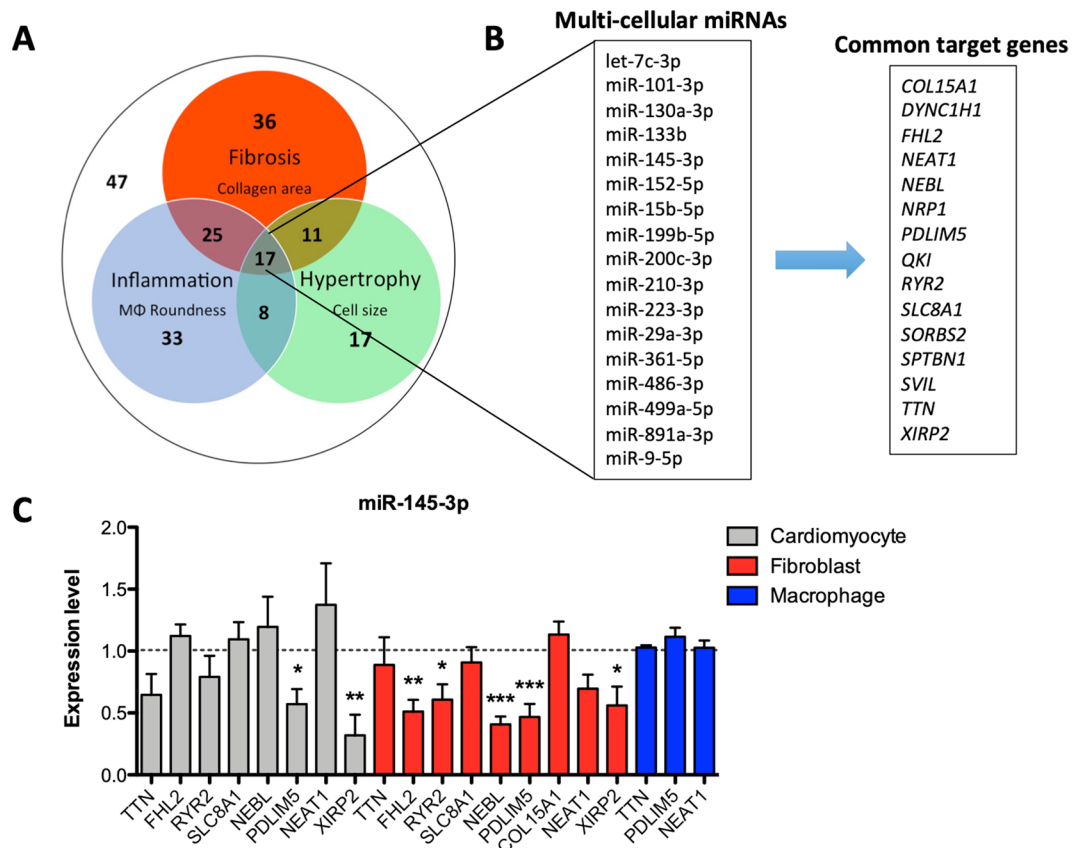 A
47
36
Fibrosis
Collagen area
25
11
17
Inflammation
MΦ Roundness
33
8
Hypertrophy
Cell size
17
B
Multi-cellular miRNAs
let-7c-3p
miR-101-3p
miR-130a-3p
miR-133b
miR-145-3p
miR-152-5p
miR-15b-5p
miR-199b-5p
miR-200c-3p
miR-210-3p
miR-223-3p
miR-29a-3p
miR-361-5p
miR-486-3p
miR-499a-5p
miR-891a-3p
miR-9-5p
Common target genes
COL15A1
DYNC1H1
FHL2
NEAT1
NEBL
NRP1
PDLIM5
QKI
RYR2
SLC8A1
SORBS2
SPTBN1
SVIL
TTN
XIRP2
C
miR-145-3p
Expression level
2.0
1.5
1.0
0.5
0.0
*
**
**
*
***
***
*
TTN
FHL2
RYR2
SLC8A1
NEBL
PDLIM5
NEAT1
XIRP2
TTN
FHL2
RYR2
SLC8A1
NEBL
PDLIM5
COL15A1
NEAT1
XIRP2
TTN
PDLIM5
NEAT1
Cardiomyocyte
Fibroblast
Macrophage